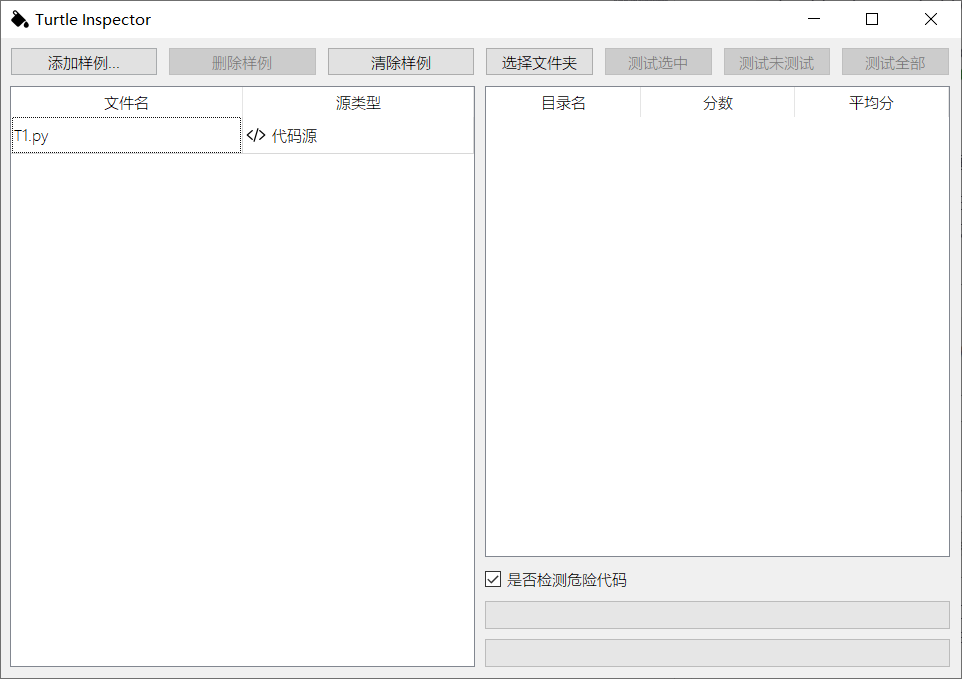 Turtle Inspector
添加样例... 删除样例 清除样例 选择文件夹 测试选中 测试未测试 测试全部
文件名 源类型 目录名 分数 平均分
T1.py </> 代码源
是否检测危险代码